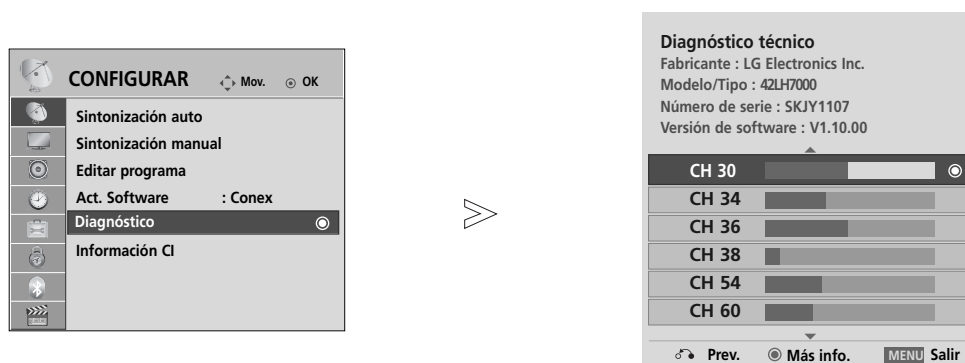 CONFIGURAR Mov. OK
Sintonización auto
Sintonización manual
Editar programa
Act. Software : Conex
Diagnóstico
Información CI
Diagnóstico técnico
Fabricante : LG Electronics Inc.
Modelo/Tipo : 42LH7000
Número de serie : SKJY1107
Versión de software : V1.10.00
CH 30
CH 34
CH 36
CH 38
CH 54
CH 60
Prev. Más info. MENU Salir